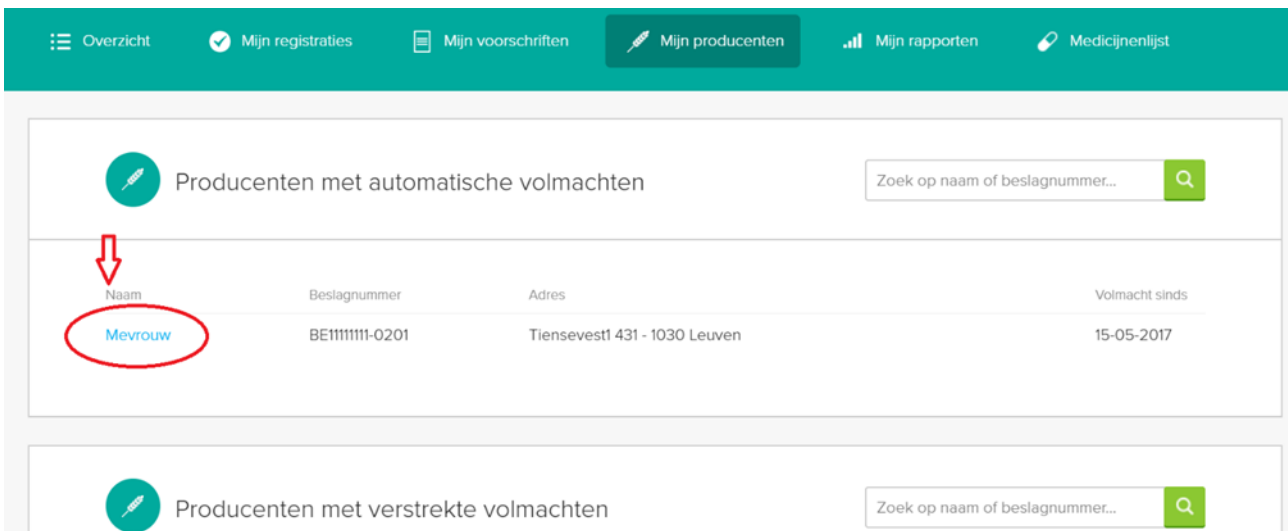 Overzicht Mijn registraties Mijn voorschriften Mijn producenten Mijn rapporten Medicijnenlijst
Producenten met automatische volmachten Zoek op naam of beslagnummer...
Naam Beslagnummer Adres Volmacht sinds
Mevrouw BE11111111-0201 Tiensevest1 431 - 1030 Leuven 15-05-2017
Producenten met verstrekte volmachten Zoek op naam of beslagnummer...